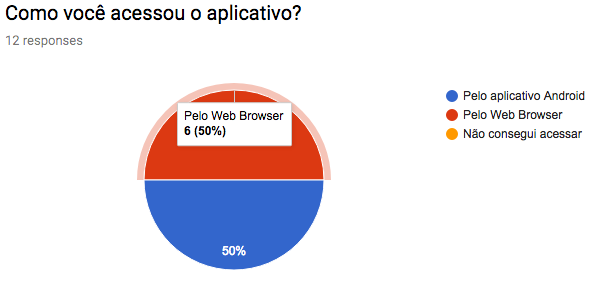 Como você acessou o aplicativo?
12 responses
Pelo Web Browser
6 (50%)
50%
Pelo aplicativo Android
Pelo Web Browser
Não consegui acessar